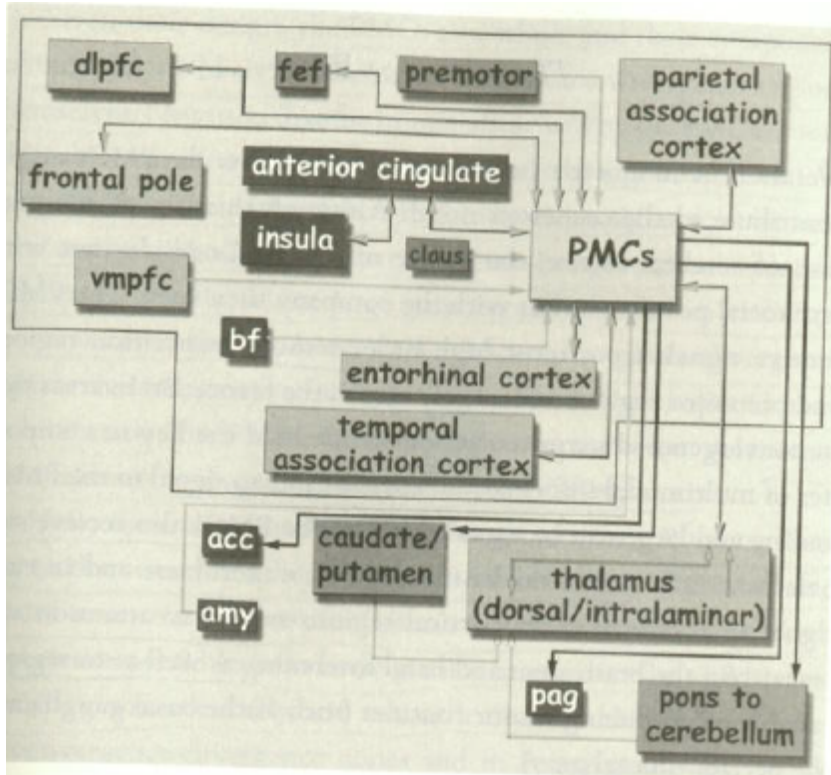 dlpfc
fef
premotor
parietal
association
cortex
frontal pole
anterior cingulate
insula
claus
PMCs
vmpfc
bf
entorhinal cortex
temporal
association cortex
acc
caudate/
putamen
thalamus
(dorsal/intralaminar)
amy
pag
pons to
cerebellum